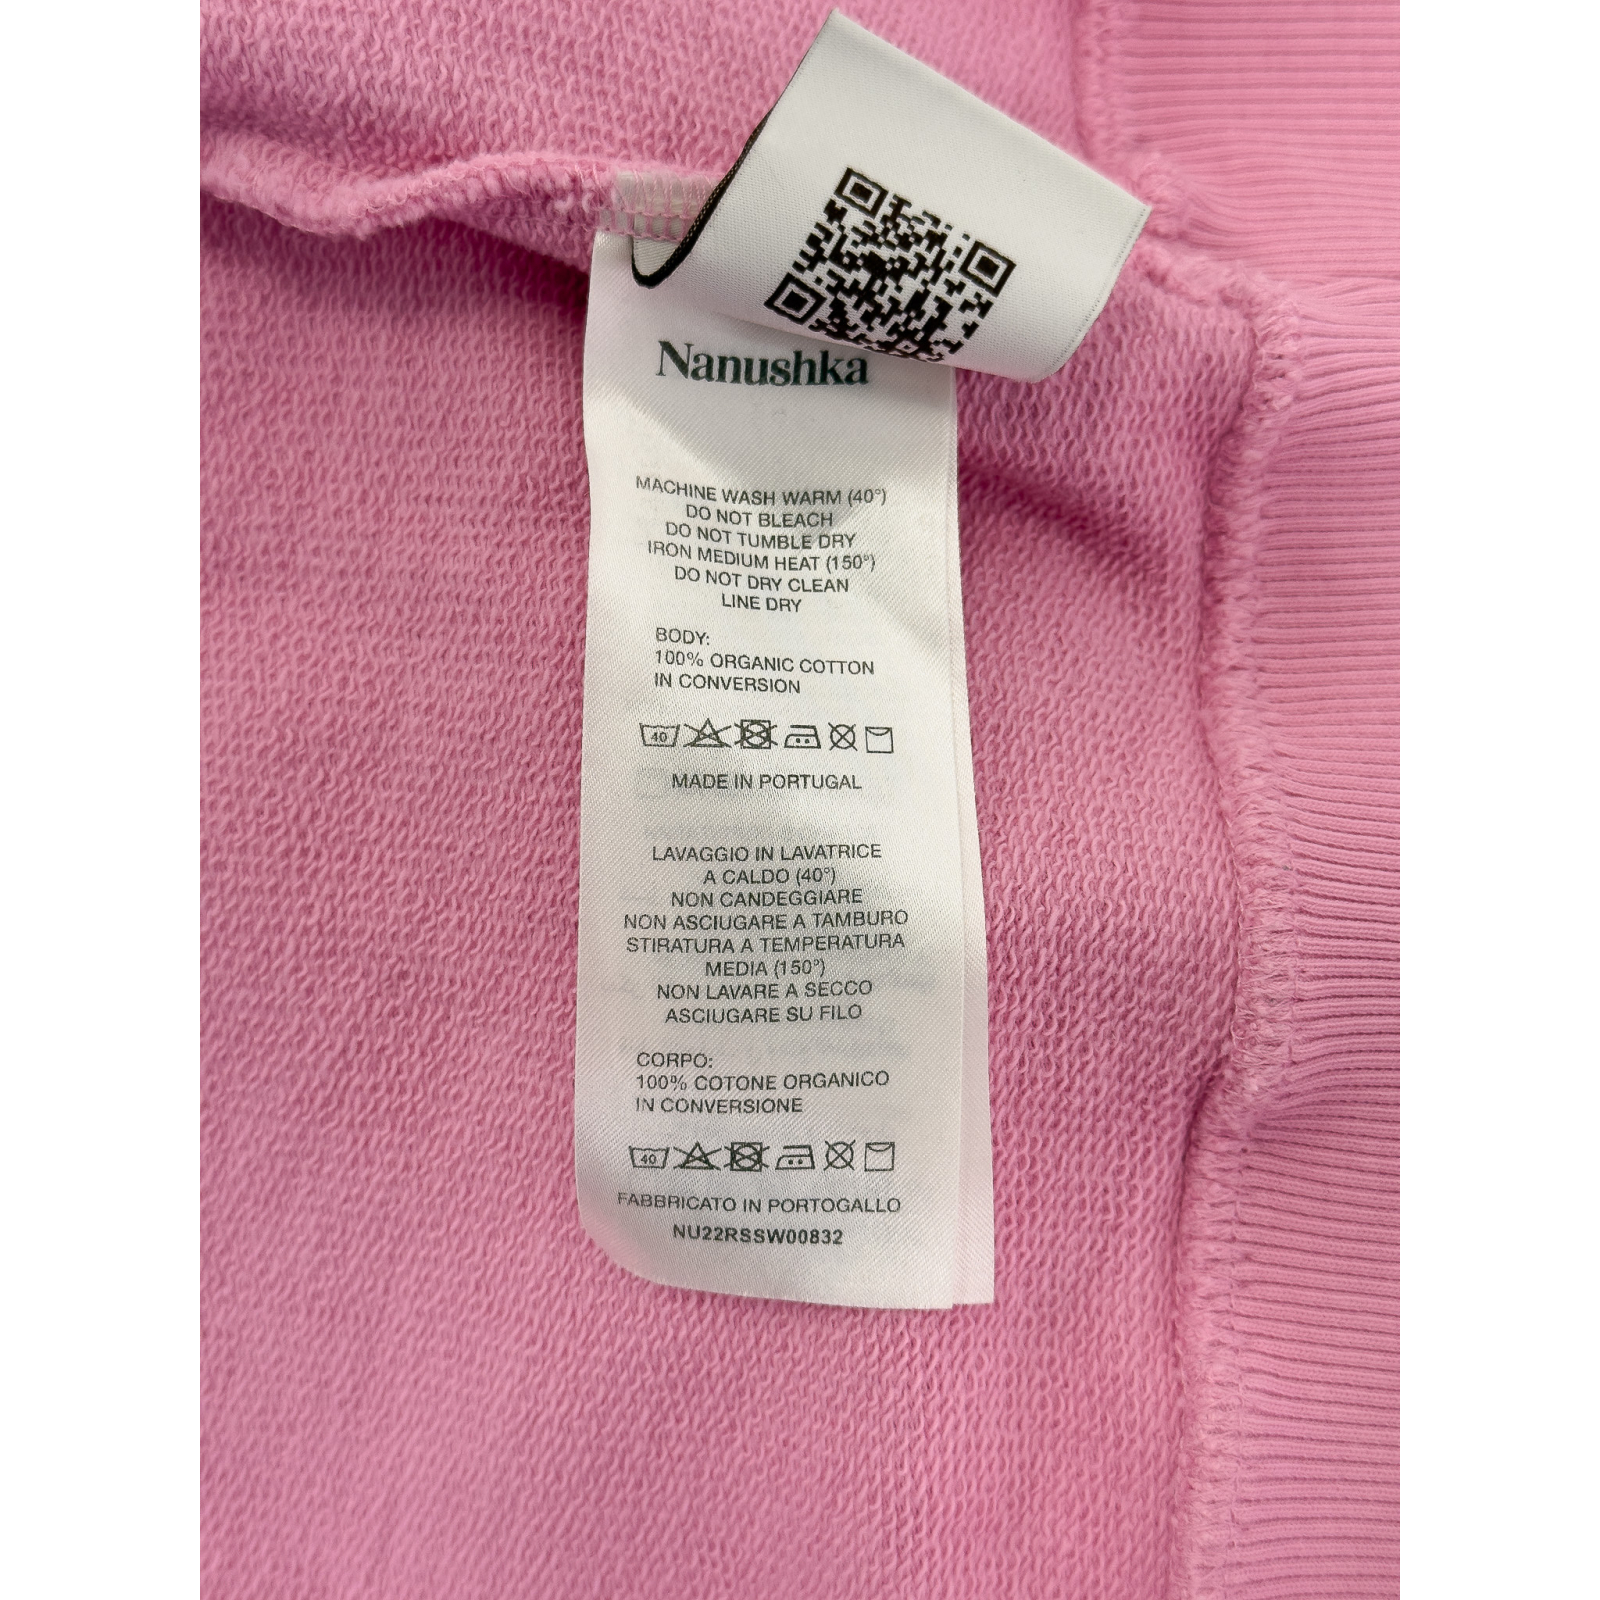 Nanushka
MACHINE WASH WARM (40°)
DO NOT BLEACH
DO NOT TUMBLE DRY
IRON MEDIUM HEAT (150°)
DO NOT DRY CLEAN
LINE DRY
BODY:
100% ORGANIC COTTON
IN CONVERSION
40
MADE IN PORTUGAL
LAVAGGIO IN LAVATRICE
A CALDO (40°)
NON CANDEGGIARE
NON ASCIUGARE A TAMBURO
STIRATURA A TEMPERATURA
MEDIA (150°)
NON LAVARE A SECCO
ASCIUGARE SU FILO
CORPO:
100% COTONE ORGANICO
IN CONVERSIONE
40
FABBRICATO IN PORTOGALLO
NU22RSSW00832